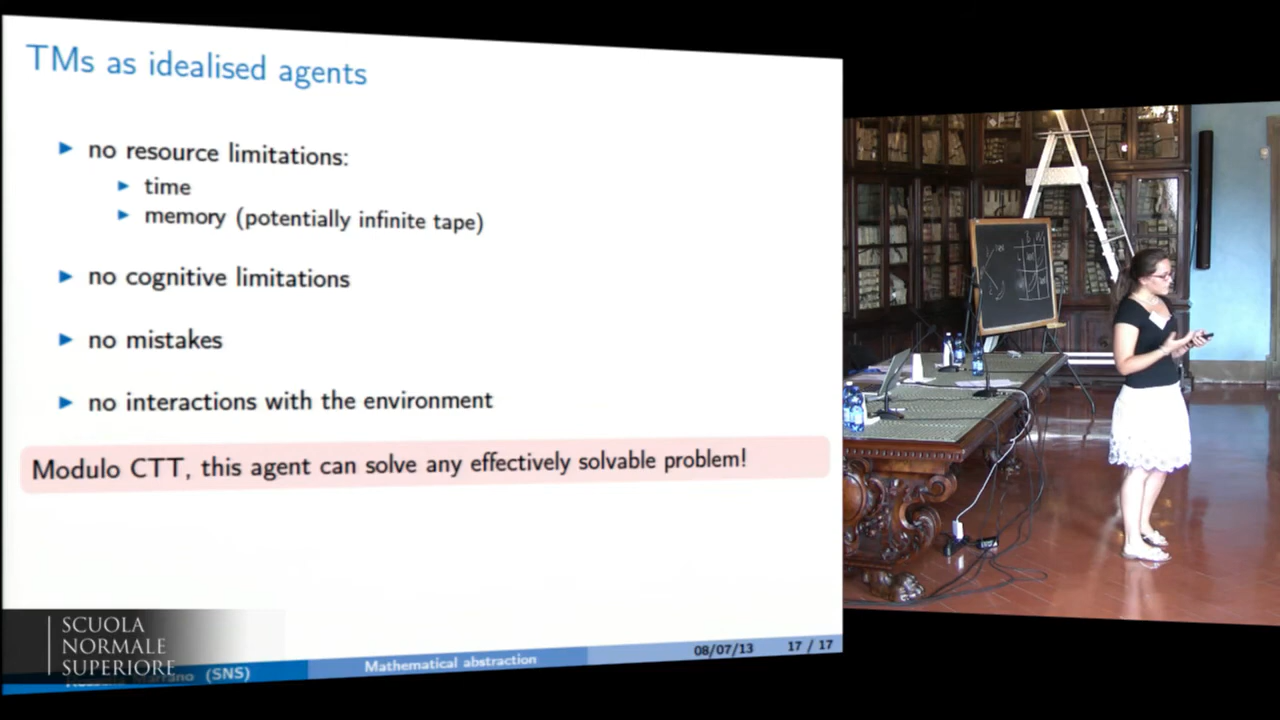 TMs as idealised agents
no resource limitations:
time
memory (potentially infinite tape)
no cognitive limitations
no mistakes
no interactions with the environment
Modulo CTT, this agent can solve any effectively solvable problem!
SCUOLA
NORMALE
SUPERIORE
(SNS)
Mathematical abstraction
08/07/13
17 / 17